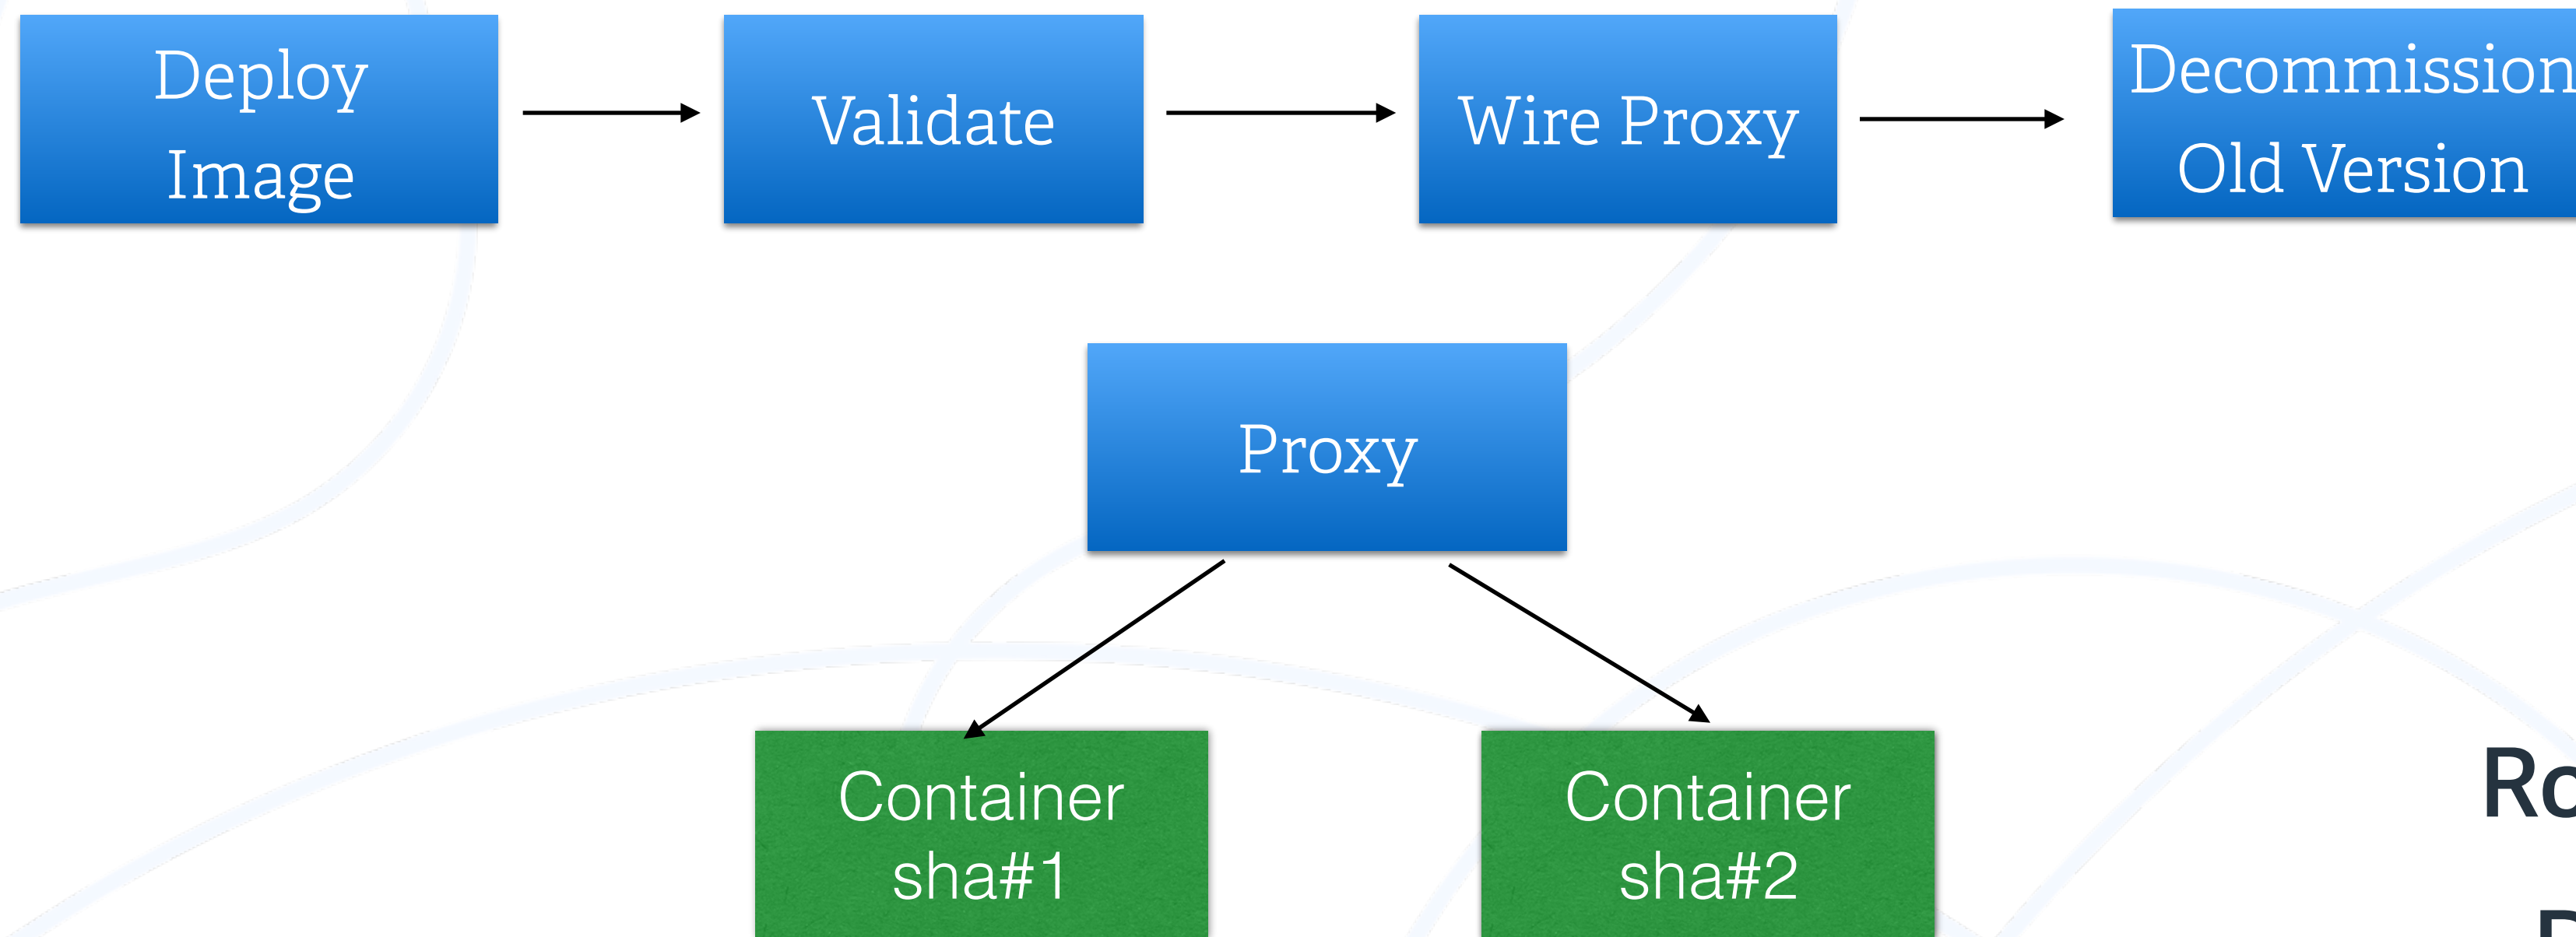 Deploy
Image
Validate
Wire Proxy
Decommission
Old Version
Proxy
Container
sha#1
Container
sha#2